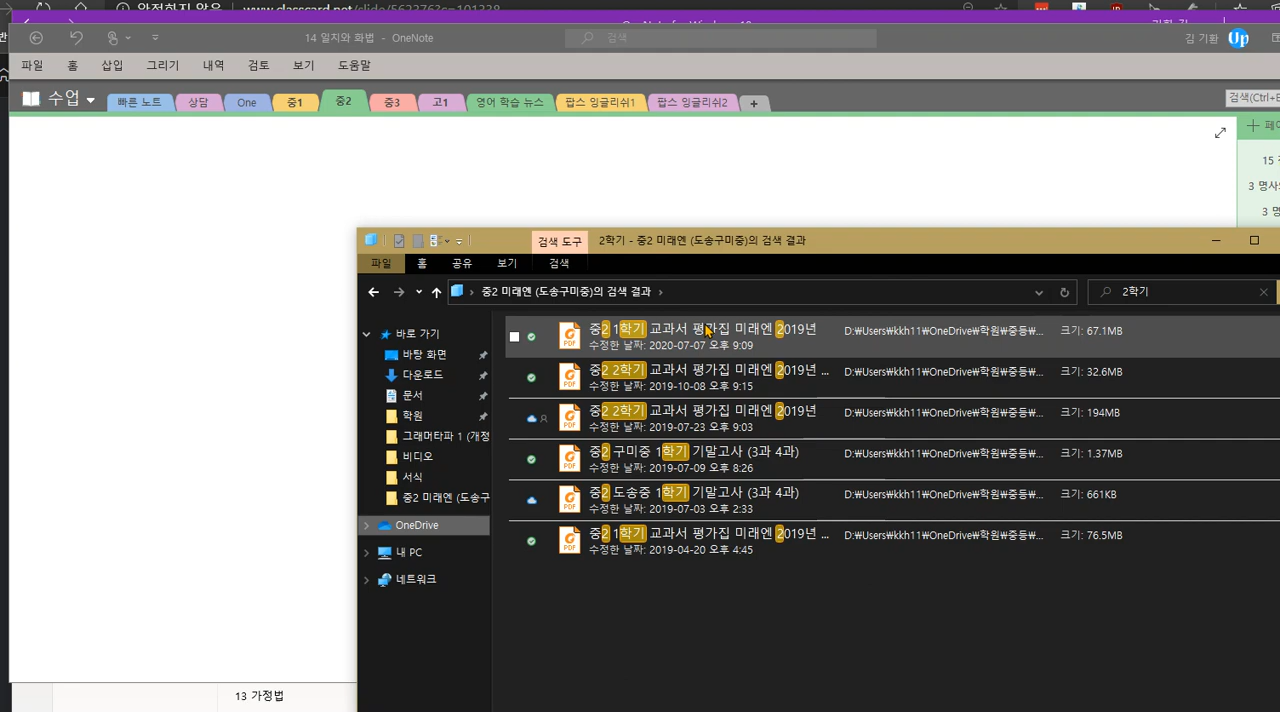 www.classcard.net/slide/563276?c=101338
14 일지와 화법 - OneNote
검색
김 기환
Up
파일 홈 삽입 그리기 내역 검토 보기 도움말
수업
빠른 노트 상담 One 중1 중2 중3 고1 영어 학습 뉴스 팝스 잉글리쉬1 팝스 잉글리쉬2 +
검색(Ctrl+E
15
3 명사
3 명
검색 도구
2학기 - 중2 미래엔 (도송구미중)의 검색 결과
파일 홈 공유 보기 검색
중2 미래엔 (도송구미중)의 검색 결과
2학기
바로 가기
바탕 화면
다운로드
문서
학원
그래머타파 1 (개정
비디오
서식
중2 미래엔 (도송구
OneDrive
내 PC
네트워크
중2 1학기 교과서 평가집 미래엔 2019년 D:₩Users₩kkh11₩OneDrive₩학원₩중등₩... 크기: 67.1MB
수정한 날짜: 2020-07-07 오후 9:09
중2 2학기 교과서 평가집 미래엔 2019년 ... D:₩Users₩kkh11₩OneDrive₩학원₩중등₩... 크기: 32.6MB
수정한 날짜: 2019-10-08 오후 9:15
중2 2학기 교과서 평가집 미래엔 2019년 D:₩Users₩kkh11₩OneDrive₩학원₩중등₩... 크기: 194MB
수정한 날짜: 2019-07-23 오후 9:03
중2 구미중 1학기 기말고사 (3과 4과) D:₩Users₩kkh11₩OneDrive₩학원₩중등₩... 크기: 1.37MB
수정한 날짜: 2019-07-09 오후 8:26
중2 도송중 1학기 기말고사 (3과 4과) D:₩Users₩kkh11₩OneDrive₩학원₩중등₩... 크기: 661KB
수정한 날짜: 2019-07-03 오후 2:33
중2 1학기 교과서 평가집 미래엔 2019년 ... D:₩Users₩kkh11₩OneDrive₩학원₩중등₩... 크기: 76.5MB
수정한 날짜: 2019-04-20 오후 4:45
13 가정법